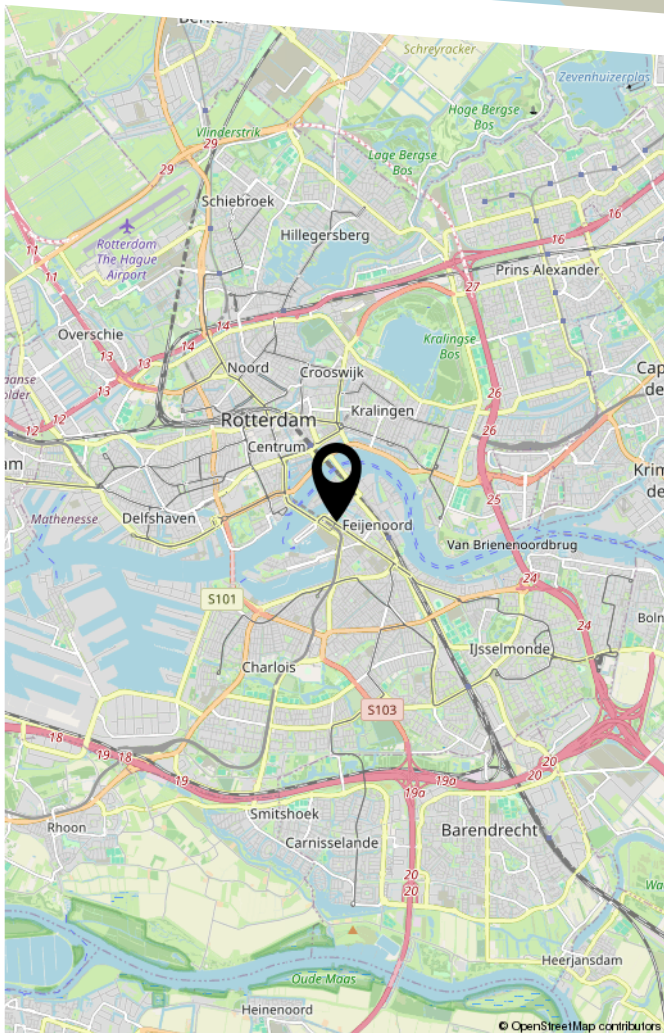 Schreyracker
Zevenhuizerplas
Hoge Bergse
Bos
Vlinderstrik
29
Lage Bergse
Bos
29
Schiebroek
16
Hillegersberg
Rotterdam
The Hague
Airport
11
16
11
Prins Alexander
27
14
Overschie
14
13
13
Kralingse
Bos
Noord
Crooswijk
13
26
12
12
Rotterdam
Kralingen
26
Centrum
25
Mathenesse
Delfshaven
Feijenoord
Van Brienenoordbrug
24
S101
24
IJsselmonde
Charlois
S103
18
19
18
19
19a
19a
20
20
Smitshoek
Rhoon
Carnisselande
Barendrecht
20
20
Heerjansdam
Oude Maas
Heinenoord
© OpenStreetMap contributors